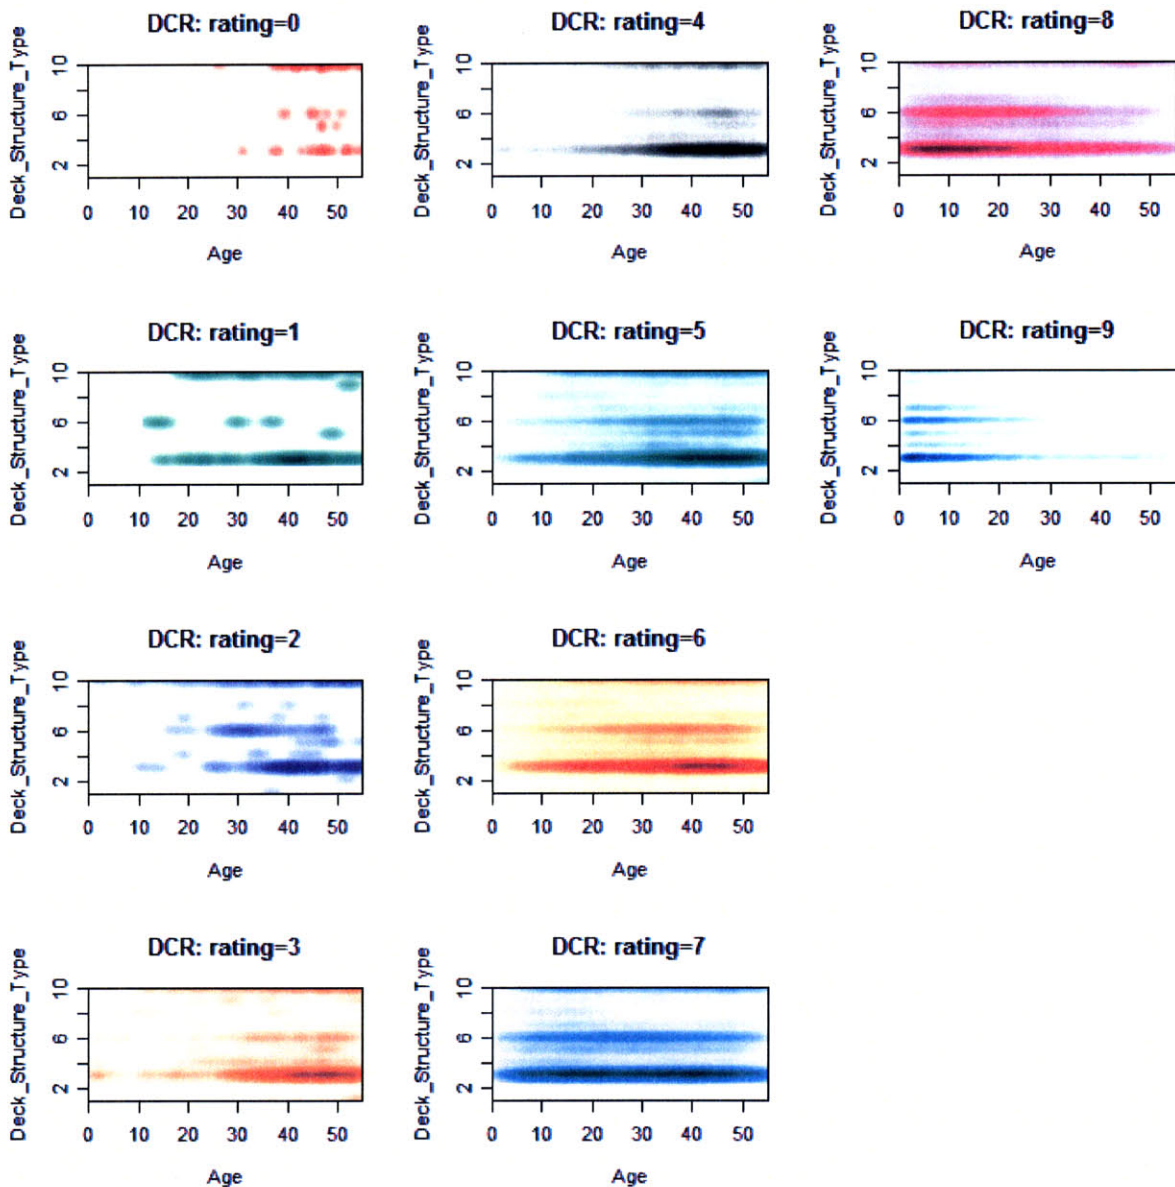 DCR: rating=0
Deck_Structure_Type
10
6
2
0 10 20 30 40 50
Age
DCR: rating=4
Deck_Structure_Type
10
6
2
0 10 20 30 40 50
Age
DCR: rating=8
Deck_Structure_Type
10
6
2
0 10 20 30 40 50
Age
DCR: rating=1
Deck_Structure_Type
10
6
2
0 10 20 30 40 50
Age
DCR: rating=5
Deck_Structure_Type
10
6
2
0 10 20 30 40 50
Age
DCR: rating=9
Deck_Structure_Type
10
6
2
0 10 20 30 40 50
Age
DCR: rating=2
Deck_Structure_Type
10
6
2
0 10 20 30 40 50
Age
DCR: rating=6
Deck_Structure_Type
10
6
2
0 10 20 30 40 50
Age
DCR: rating=3
Deck_Structure_Type
10
6
2
0 10 20 30 40 50
Age
DCR: rating=7
Deck_Structure_Type
10
6
2
0 10 20 30 40 50
Age